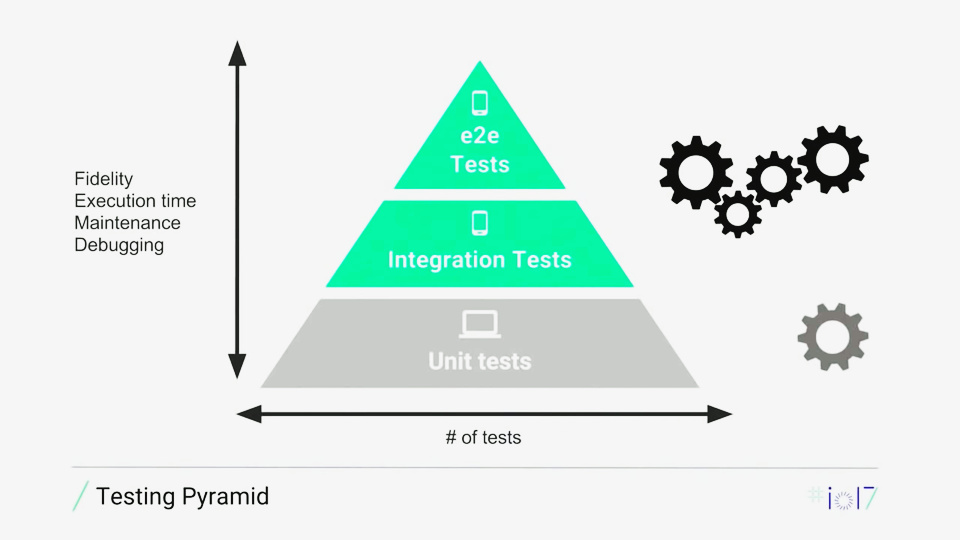 e2e
Tests
Fidelity
Execution time
Maintenance
Debugging
Integration Tests
Unit tests
# of tests
Testing Pyramid
#io17